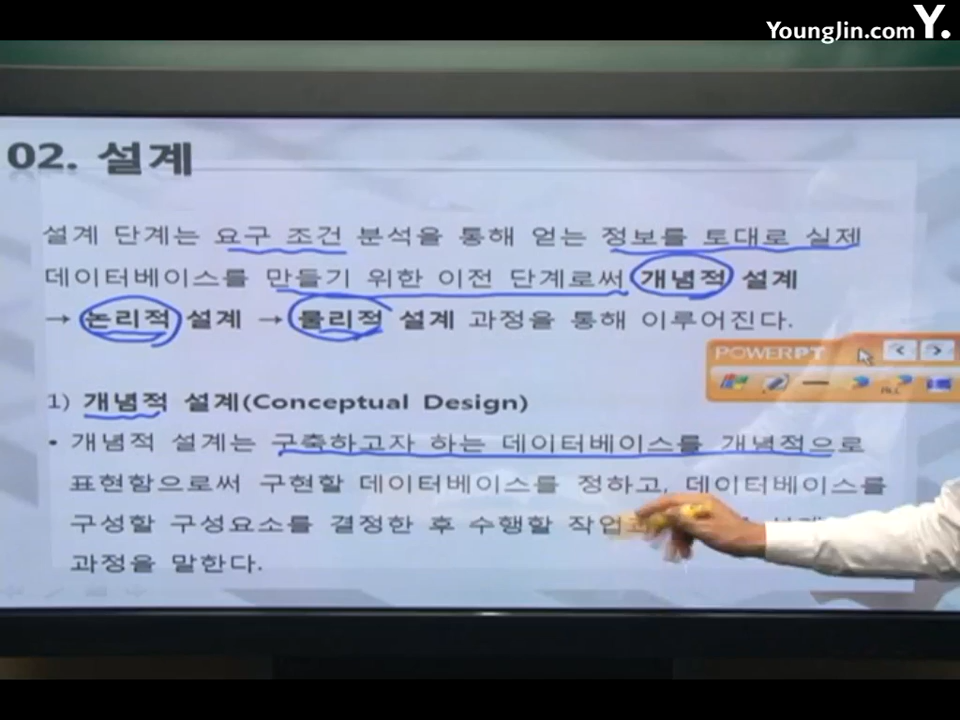 YoungJin.com Y.
02. 설계
설계 단계는 요구 조건 분석을 통해 얻는 정보를 토대로 실제
데이터베이스를 만들기 위한 이전 단계로써 개념적 설계
→ 논리적 설계 → 물리적 설계 과정을 통해 이루어진다.
POWERPT
1) 개념적 설계(Conceptual Design)
• 개념적 설계는 구축하고자 하는 데이터베이스를 개념적으로
표현함으로써 구현할 데이터베이스를 정하고, 데이터베이스를
구성할 구성요소를 결정한 후 수행할 작업과
과정을 말한다.